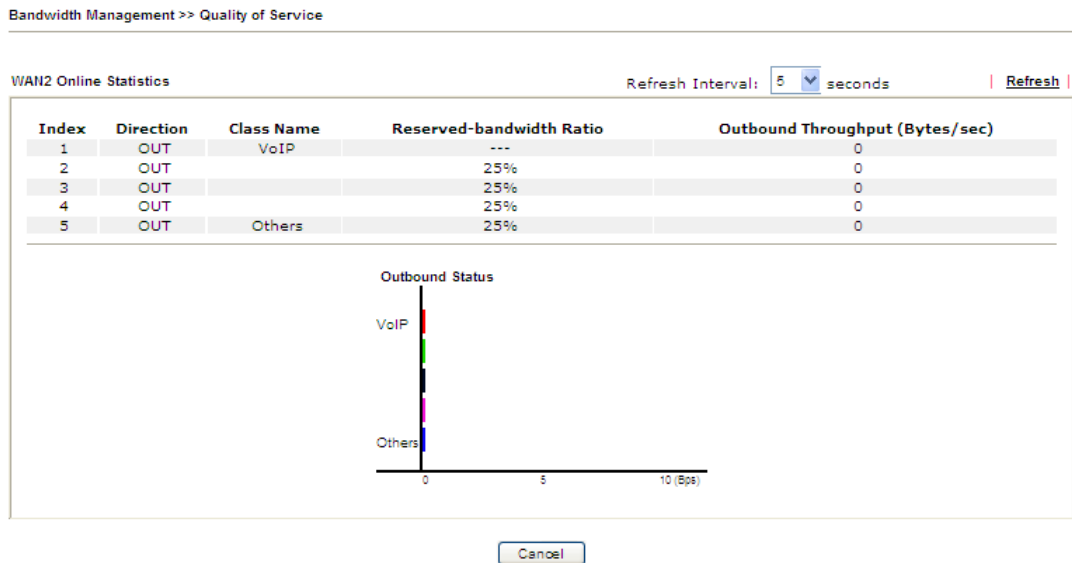 Bandwidth Management >> Quality of Service
WAN2 Online Statistics Refresh Interval: 5 seconds | Refresh |
Index Direction Class Name Reserved-bandwidth Ratio Outbound Throughput (Bytes/sec)
1 OUT VoIP --- 0
2 OUT 25% 0
3 OUT 25% 0
4 OUT 25% 0
5 OUT Others 25% 0
Outbound Status
VoIP
Others
0 5 10 (Bps)
Cancel